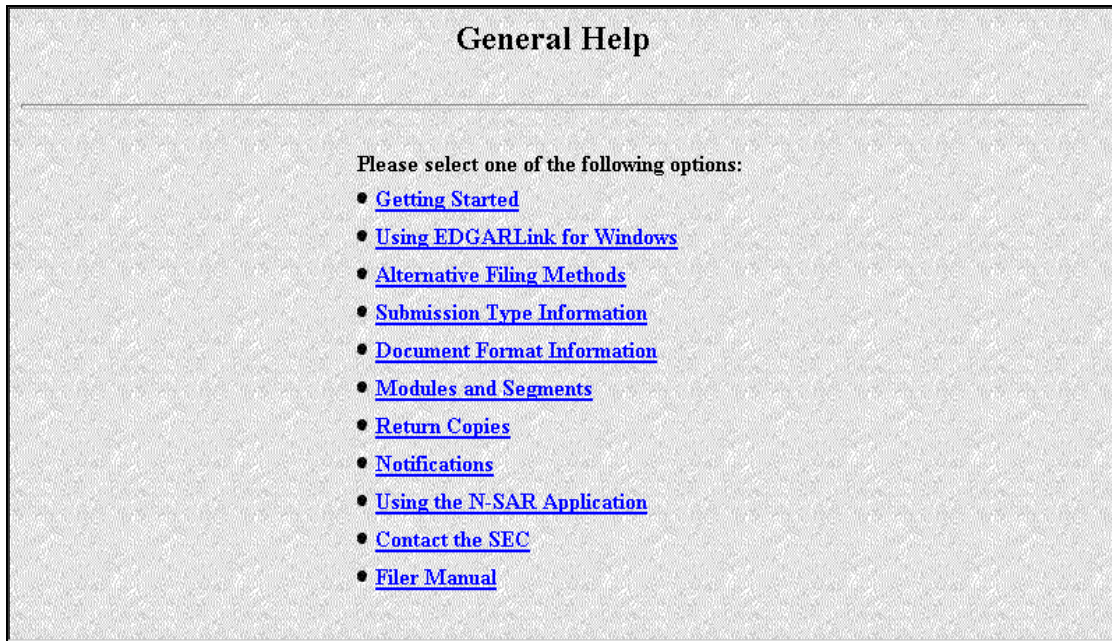 General Help
Please select one of the following options:
Getting Started
Using EDGARLink for Windows
Alternative Filing Methods
Submission Type Information
Document Format Information
Modules and Segments
Return Copies
Notifications
Using the N-SAR Application
Contact the SEC
Filer Manual